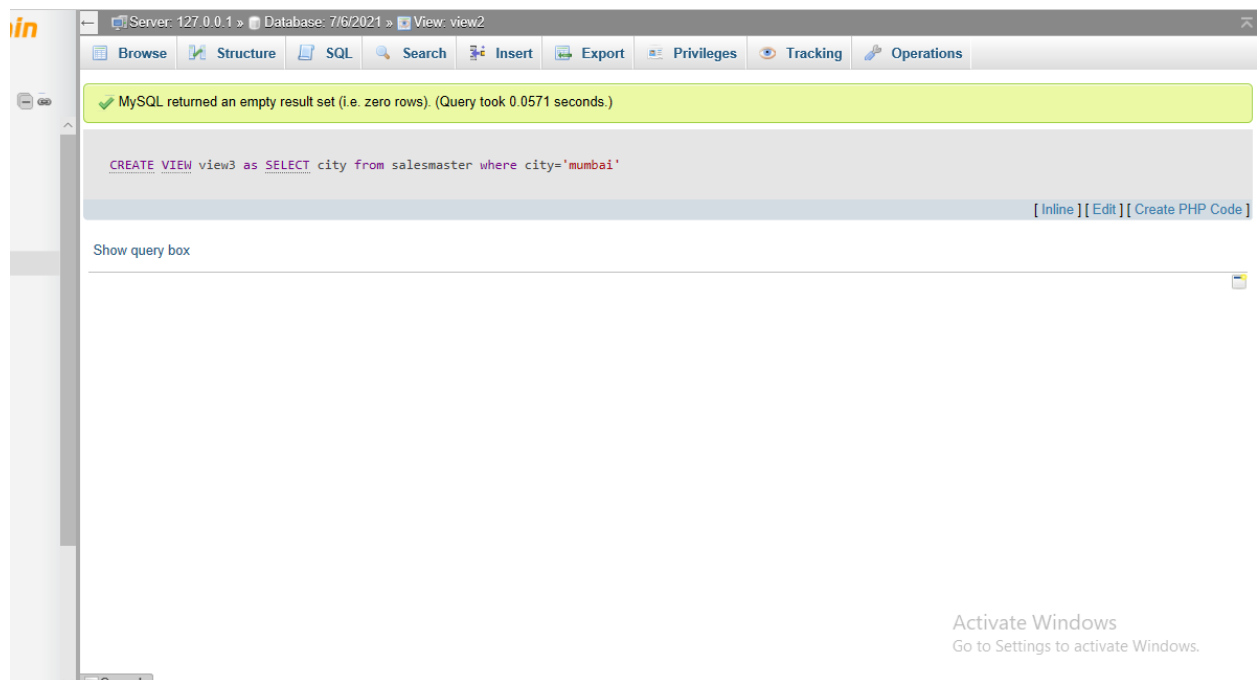 in
← Server: 127.0.0.1 » Database: 7/6/2021 » View: view2
Browse Structure SQL Search Insert Export Privileges Tracking Operations
MySQL returned an empty result set (i.e. zero rows). (Query took 0.0571 seconds.)
CREATE VIEW view3 as SELECT city from salesmaster where city='mumbai'
[ Inline ] [ Edit ] [ Create PHP Code ]
Show query box
Activate Windows
Go to Settings to activate Windows.